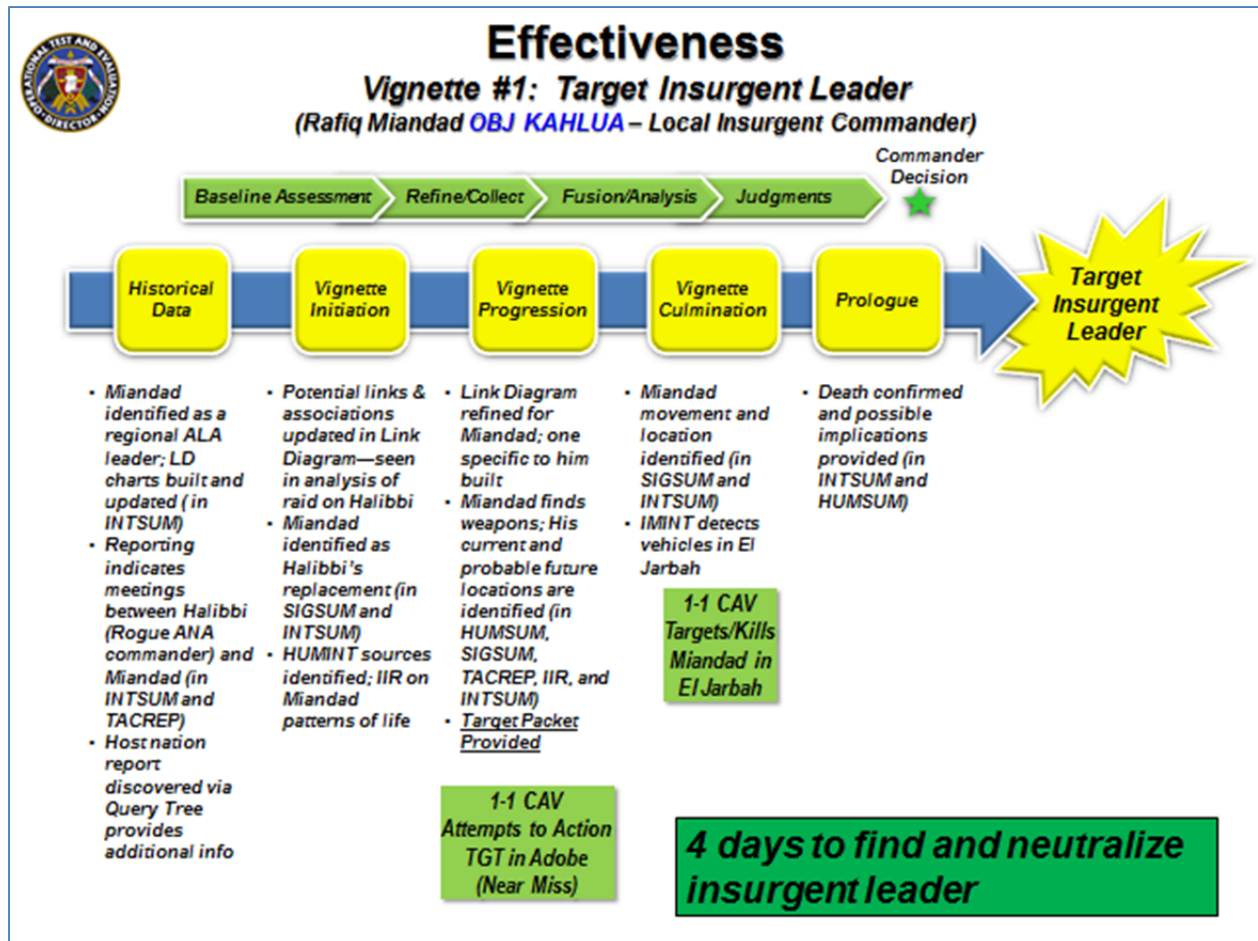 OPERATIONAL TEST AND EVALUATION
DIRECTOR
Effectiveness
Vignette #1: Target Insurgent Leader
(Rafiq Miandad OBJ KAHLUA – Local Insurgent Commander)
Commander
Decision
Baseline Assessment
Refine/Collect
Fusion/Analysis
Judgments
Historical
Data
Vignette
Initiation
Vignette
Progression
Vignette
Culmination
Prologue
Target
Insurgent
Leader
• Miandad
identified as a
regional ALA
leader; LD
charts built and
updated ( in
INTSUM)
• Reporting
indicates
meetings
between Halibbi
(Rogue ANA
commander) and
Miandad (in
INTSUM and
TACREP)
• Host nation
report
discovered via
Query Tree
provides
additional info
• Potential links &
associations
updated in Link
Diagram—seen
in analysis of
raid on Halibbi
• Miandad
identified as
Halibbi's
replacement (in
SIGSUM and
INTSUM)
• HUMINT sources
identified; IIR on
Miandad
patterns of life
• Link Diagram
refined for
Miandad; one
specific to him
built
• Miandad finds
weapons; His
current and
probable future
locations are
identified (in
HUMSUM,
SIGSUM,
TACREP, IIR, and
INTSUM)
• Target Packet
Provided
1-1 CAV
Attempts to Action
TGT in Adobe
(Near Miss)
• Miandad
movement and
location
identified (in
SIGSUM and
INTSUM)
• IMINT detects
vehicles in El
Jarbah
1-1 CAV
Targets/Kills
Miandad in
El Jarbah
• Death confirmed
and possible
implications
provided (in
INTSUM and
HUMSUM)
4 days to find and neutralize
insurgent leader